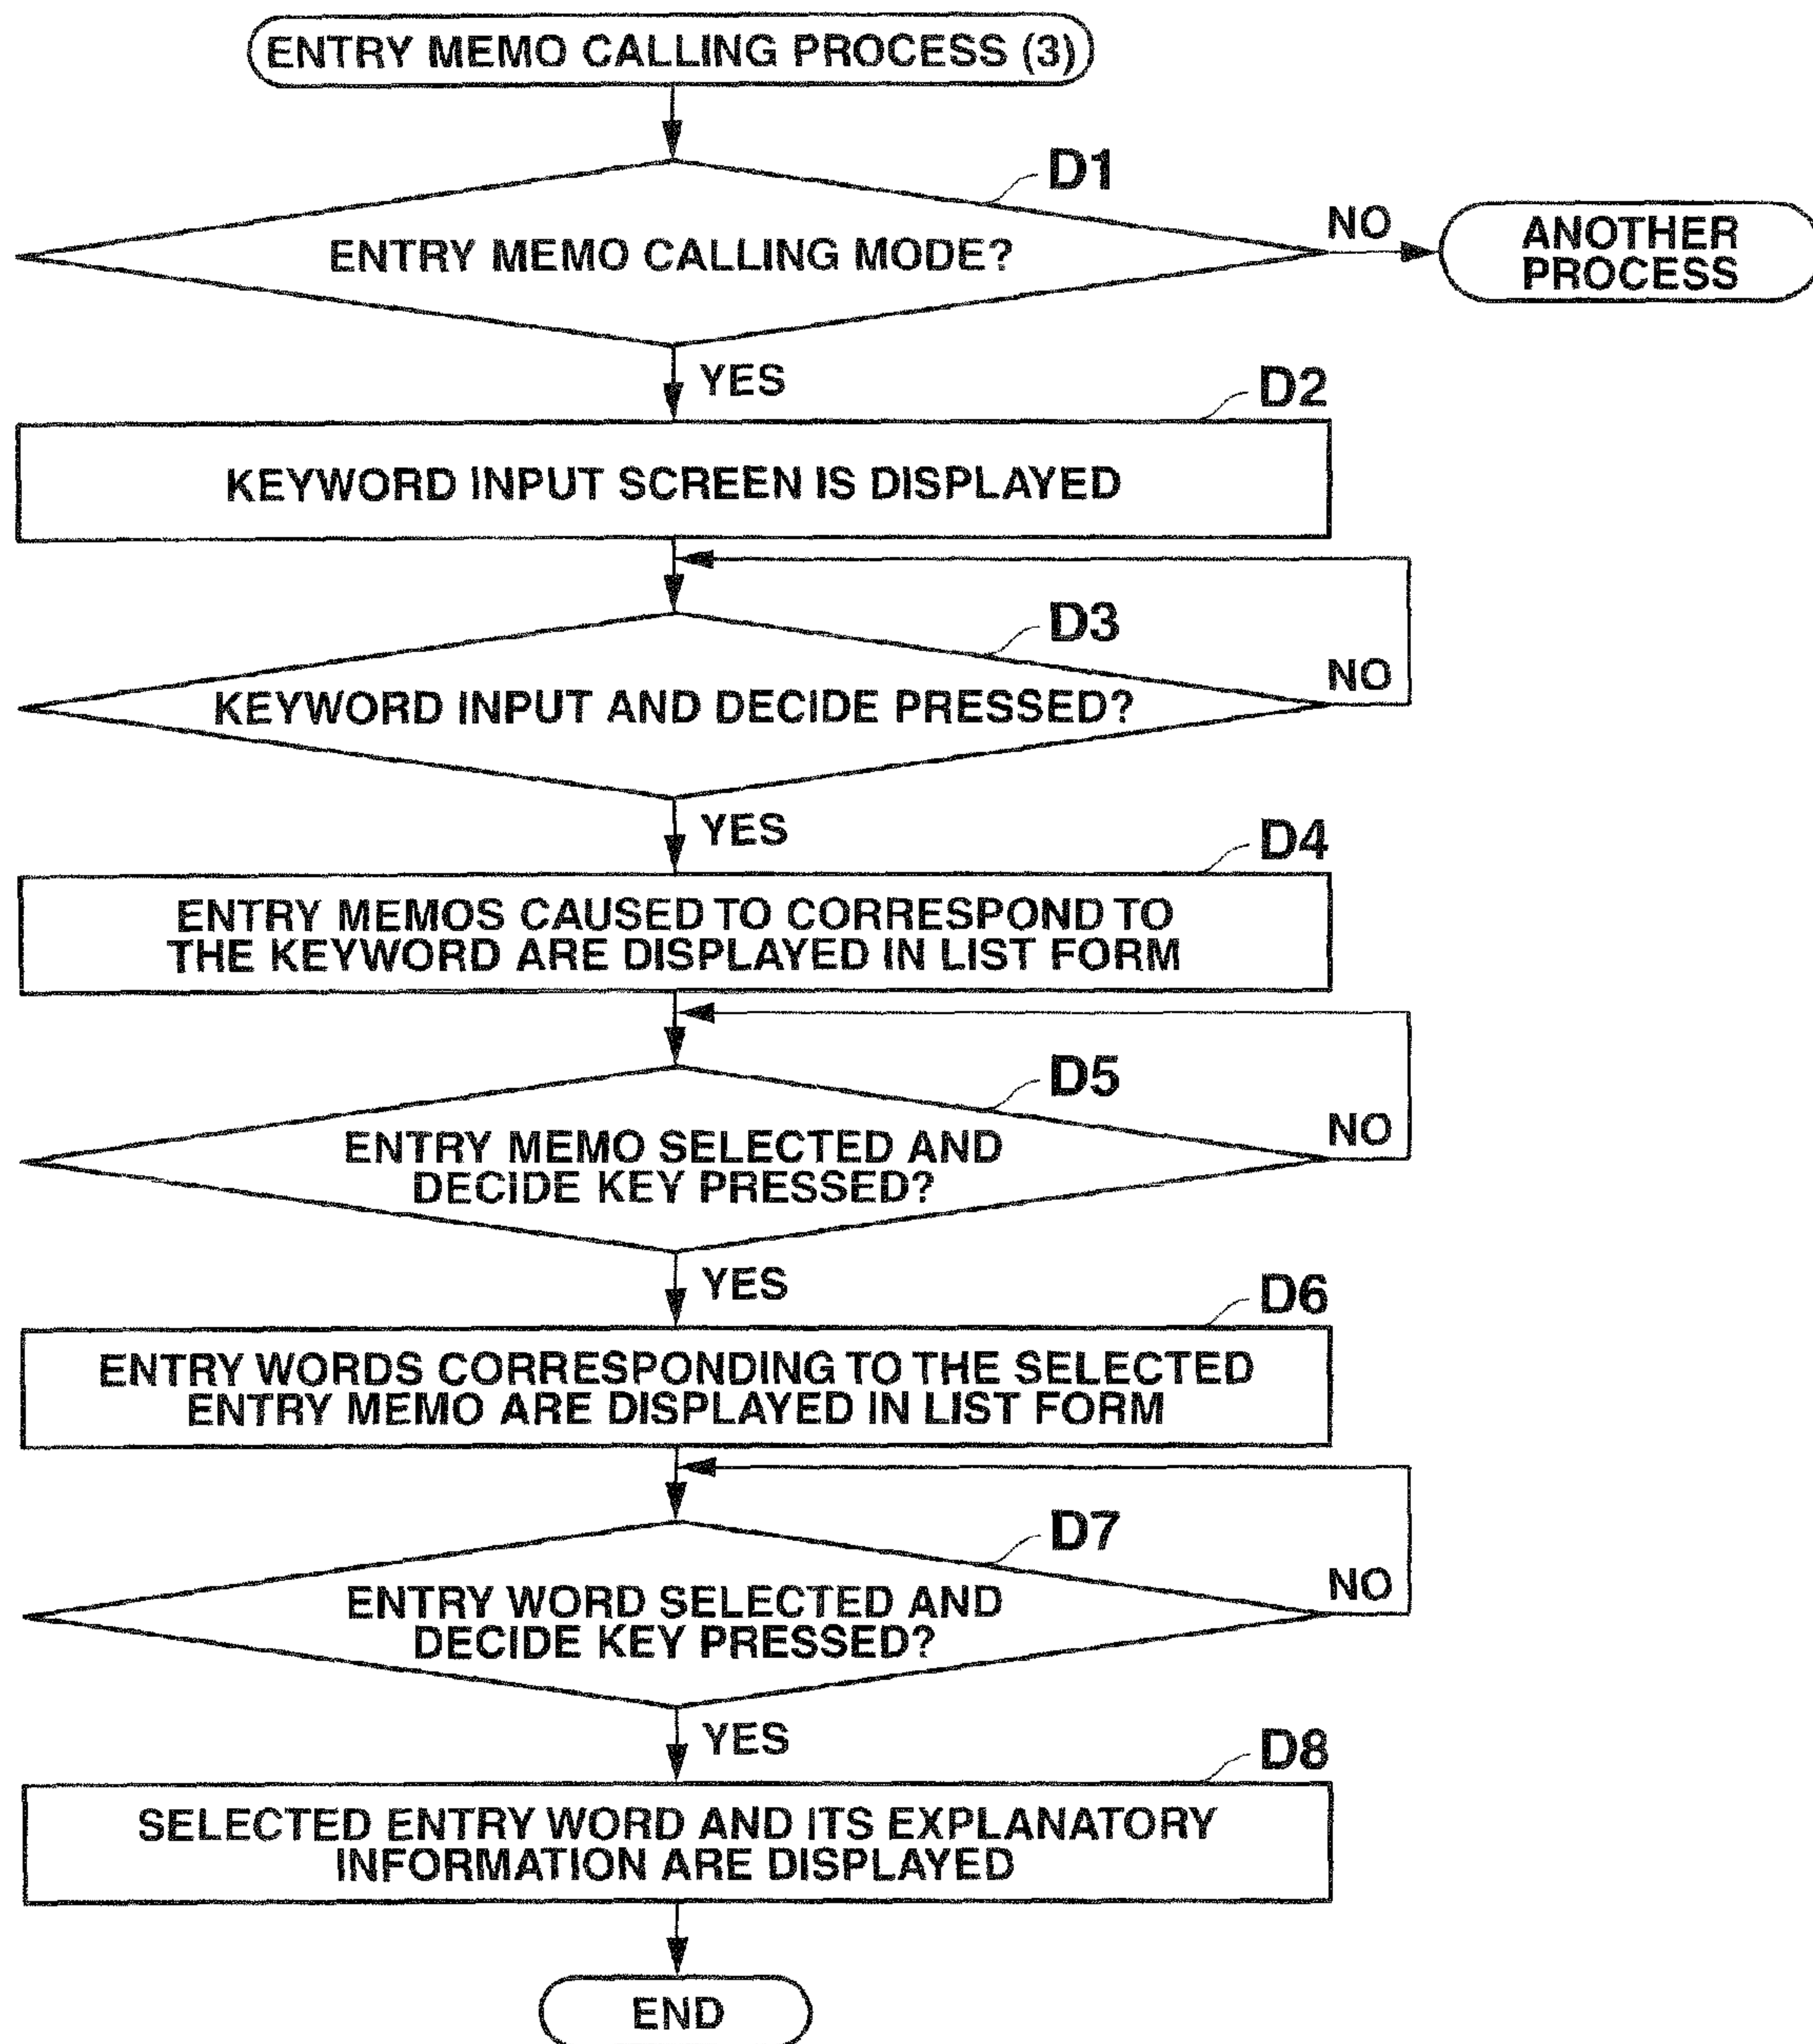 ENTRY MEMO CALLING PROCESS (3)
D1
ENTRY MEMO CALLING MODE?
NO
ANOTHER
PROCESS
YES
D2
KEYWORD INPUT SCREEN IS DISPLAYED
D3
KEYWORD INPUT AND DECIDE PRESSED?
NO
YES
D4
ENTRY MEMOS CAUSED TO CORRESPOND TO
THE KEYWORD ARE DISPLAYED IN LIST FORM
D5
ENTRY MEMO SELECTED AND
DECIDE KEY PRESSED?
NO
YES
D6
ENTRY WORDS CORRESPONDING TO THE SELECTED
ENTRY MEMO ARE DISPLAYED IN LIST FORM
D7
ENTRY WORD SELECTED AND
DECIDE KEY PRESSED?
NO
YES
D8
SELECTED ENTRY WORD AND ITS EXPLANATORY
INFORMATION ARE DISPLAYED
END